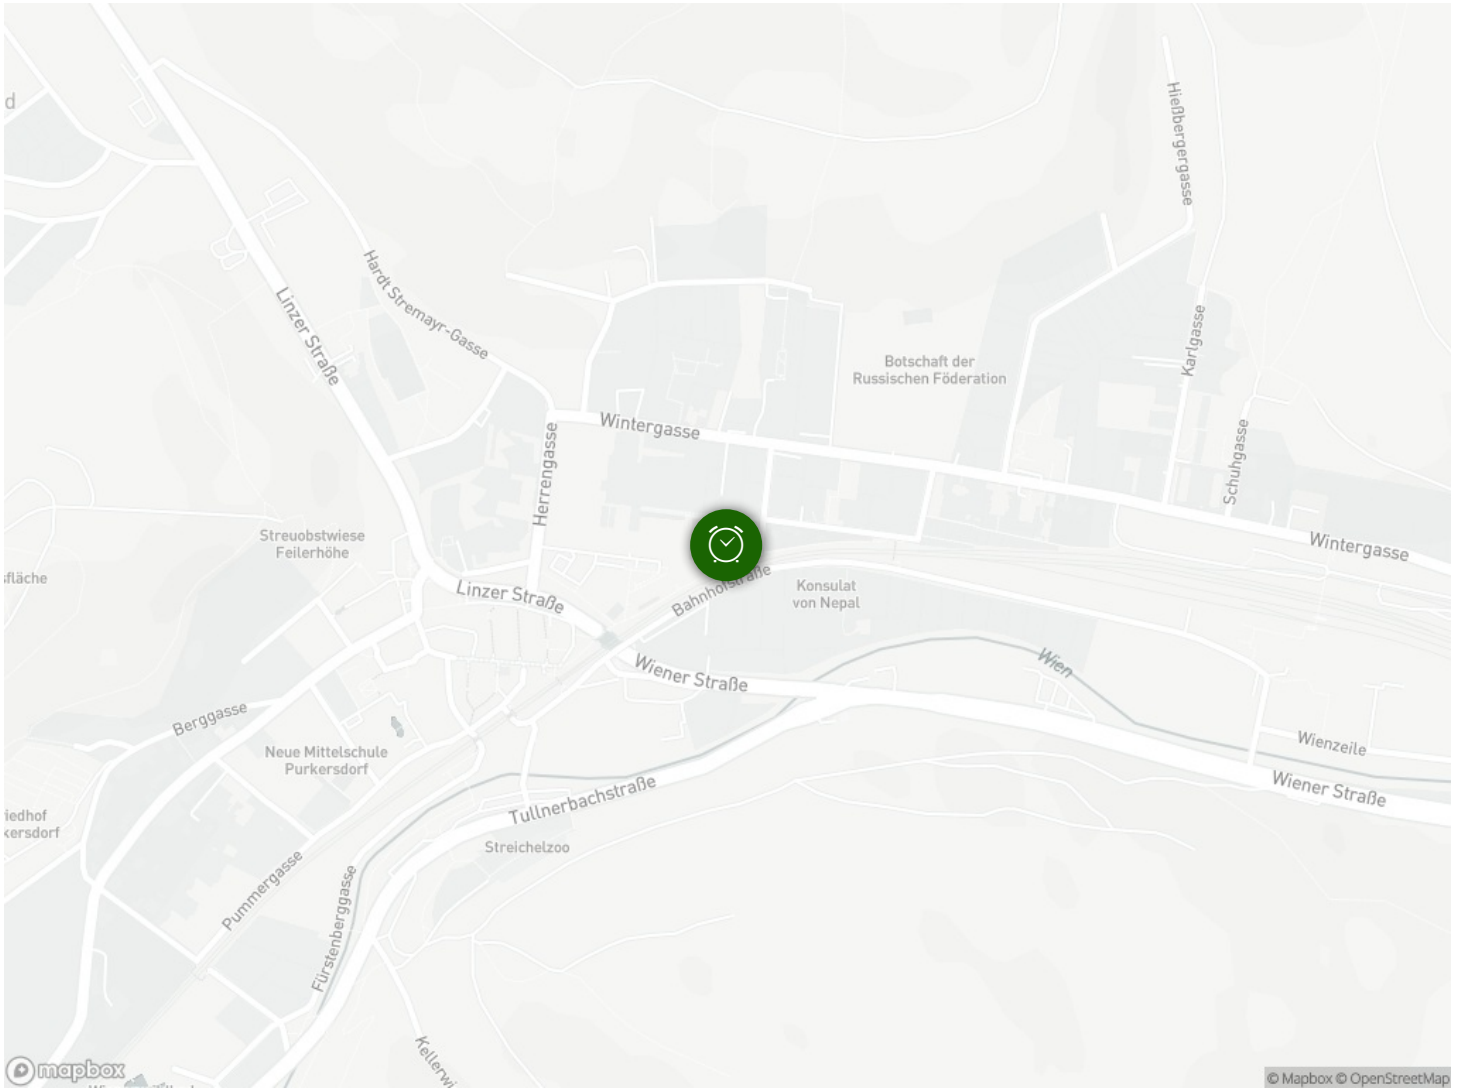 d
Hießbergergasse
Hardt Stremayr-Gasse
Linzer Straße
Karlgasse
Botschaft der
Russischen Föderation
Wintergasse
Herrengasse
Schuhgasse
Streuobstwiese
Feilerhöhe
Wintergasse
sfläche
Linzer Straße
Bahnhofstraße
Konsulat
von Nepal
Wiener Straße
Wien
Berggasse
Neue Mittelschule
Purkersdorf
Wienzeile
Wiener Straße
Tullnerbachstraße
iedhof
kersdorf
Streichelzoo
Pummergasse
Fürstenberggasse
Kellerwi
mapbox
© Mapbox © OpenStreetMap